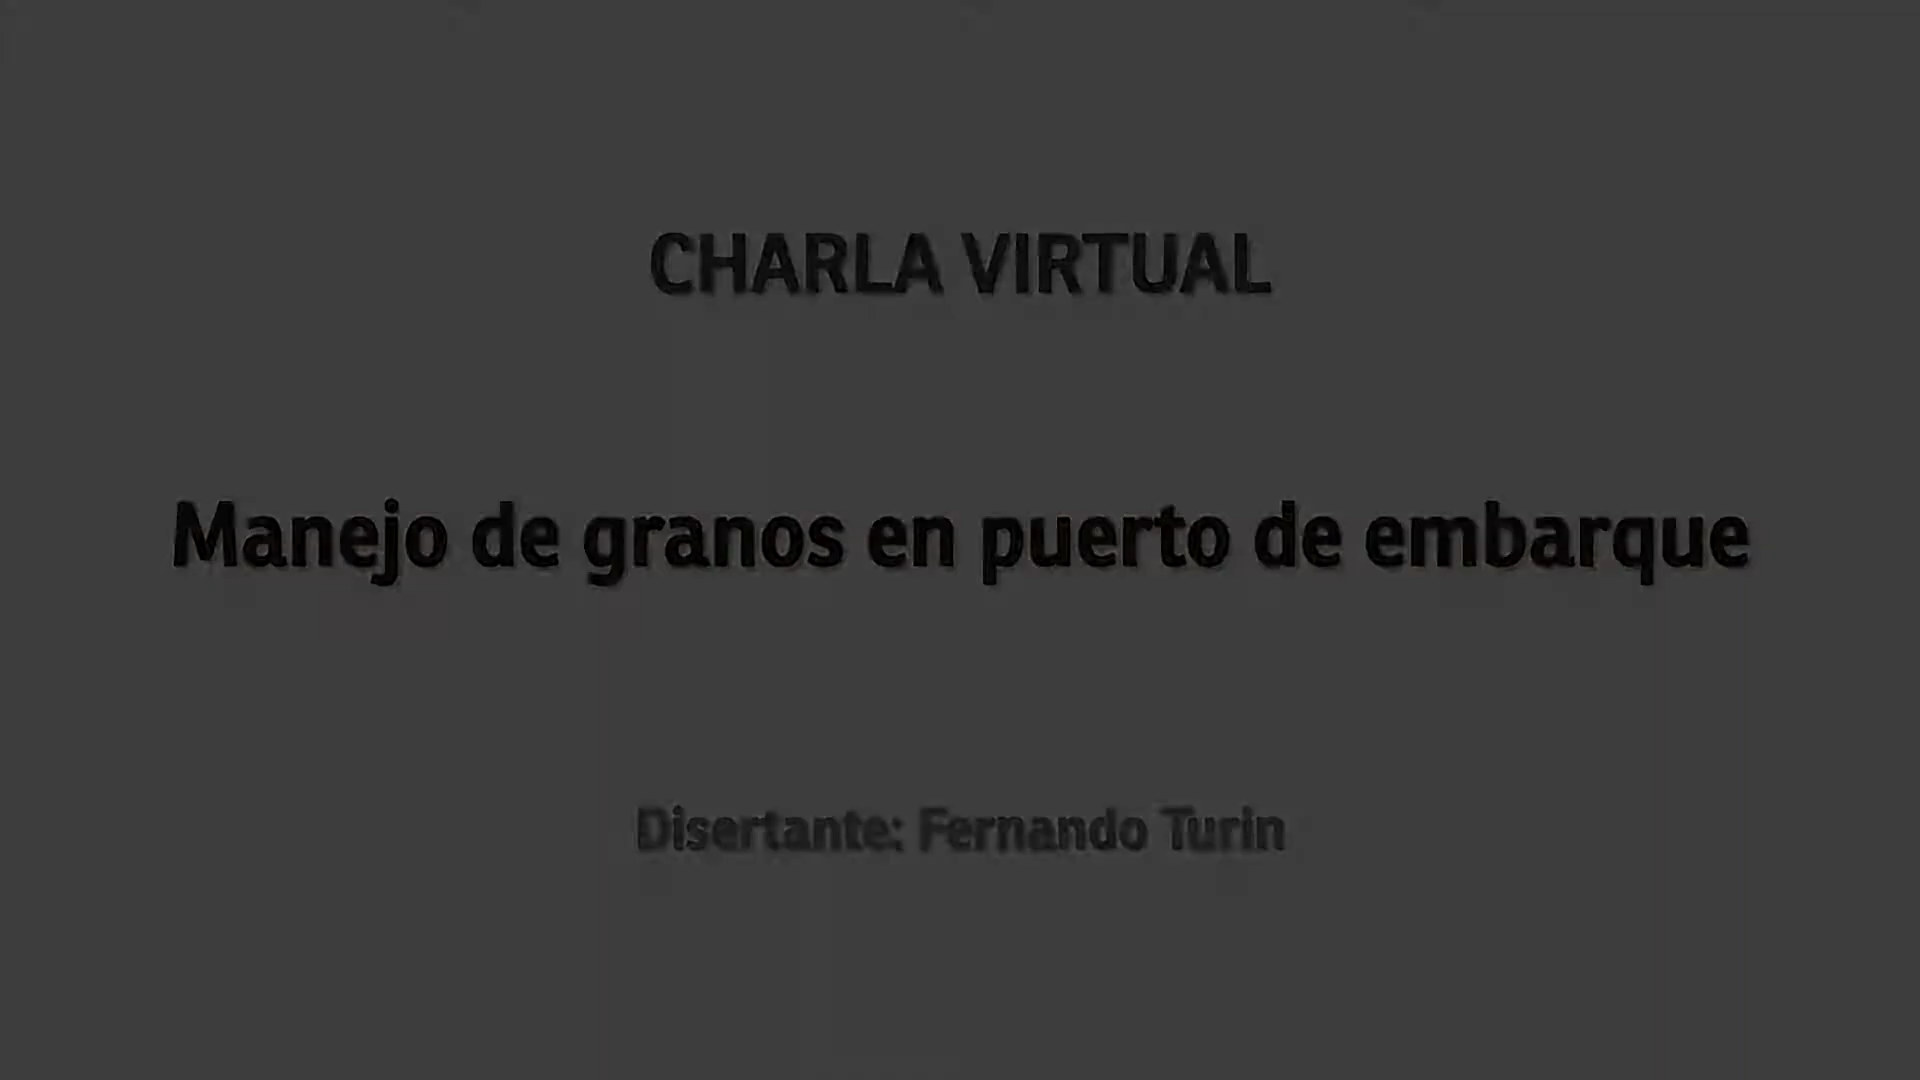 CHARLA VIRTUAL
Manejo de granos en puerto de embarque
Disertante: Fernando Turin